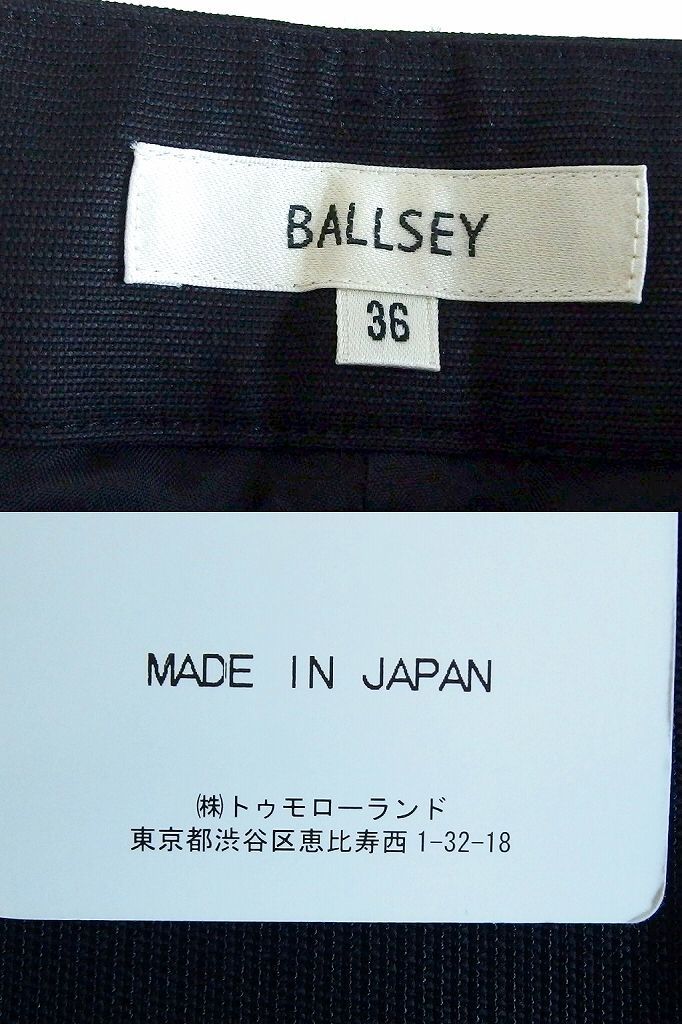 BALLSEY
36
MADE IN JAPAN
㈱トゥモローランド
東京都渋谷区恵比寿西1-32-18